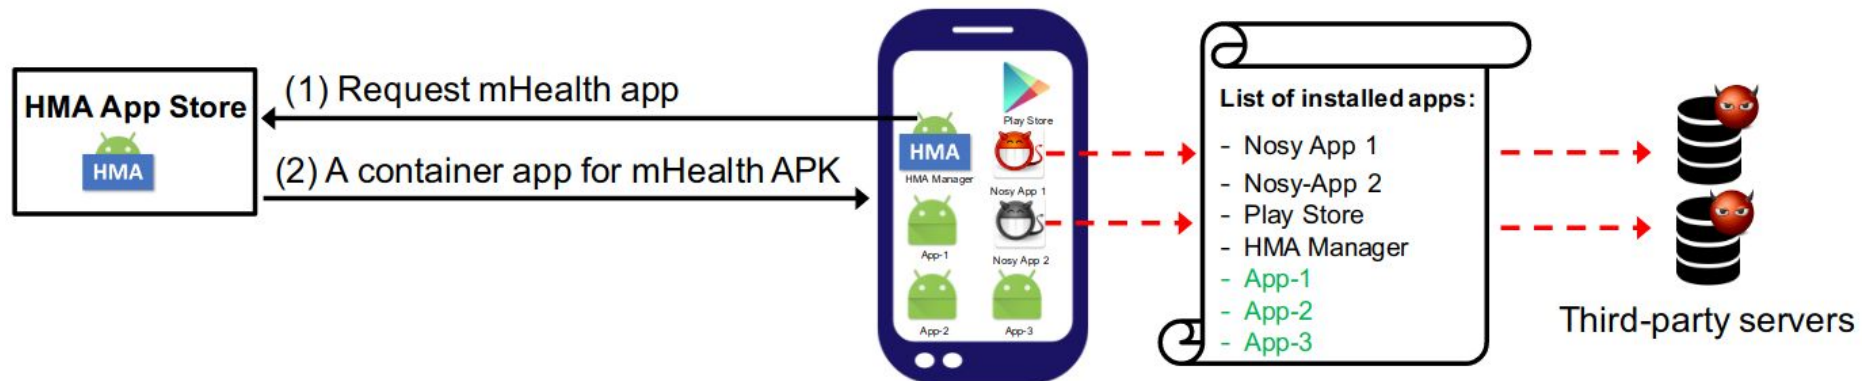 HMA App Store
HMA
(1) Request mHealth app
(2) A container app for mHealth APK
Play Store
HMA
HMA Manager
Nosy App 1
App-1
Nosy App 2
App-2
App-3
List of installed apps:
- Nosy App 1
- Nosy-App 2
- Play Store
- HMA Manager
- App-1
- App-2
- App-3
Third-party servers